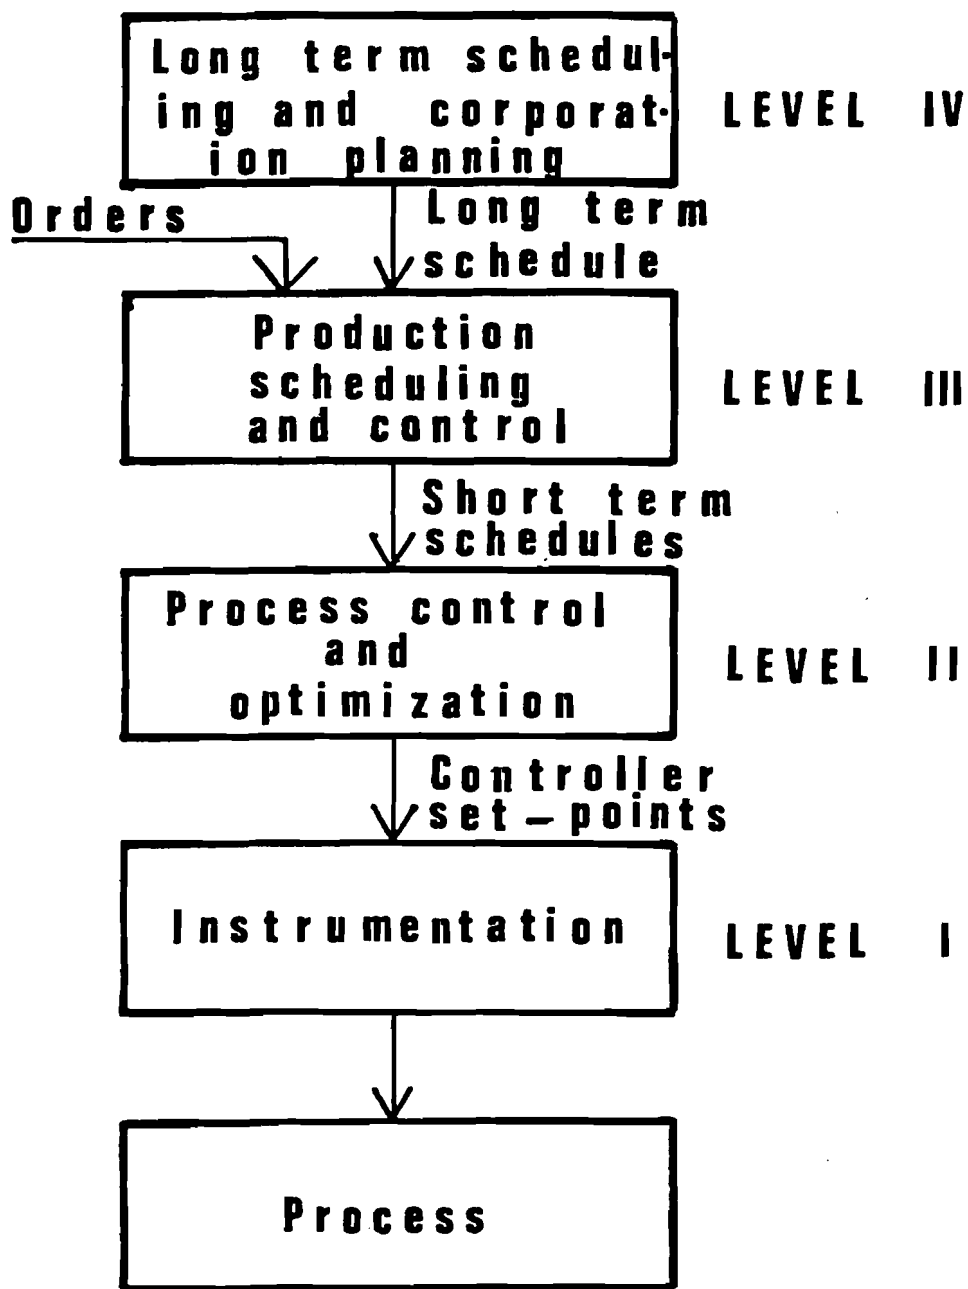 Long term schedul-
ing and corporat-
ion planning
LEVEL IV
Orders
Long term
schedule
Production
scheduling
and control
LEVEL III
Short term
schedules
Process control
and
optimization
LEVEL II
Controller
set-points
Instrumentation
LEVEL I
Process